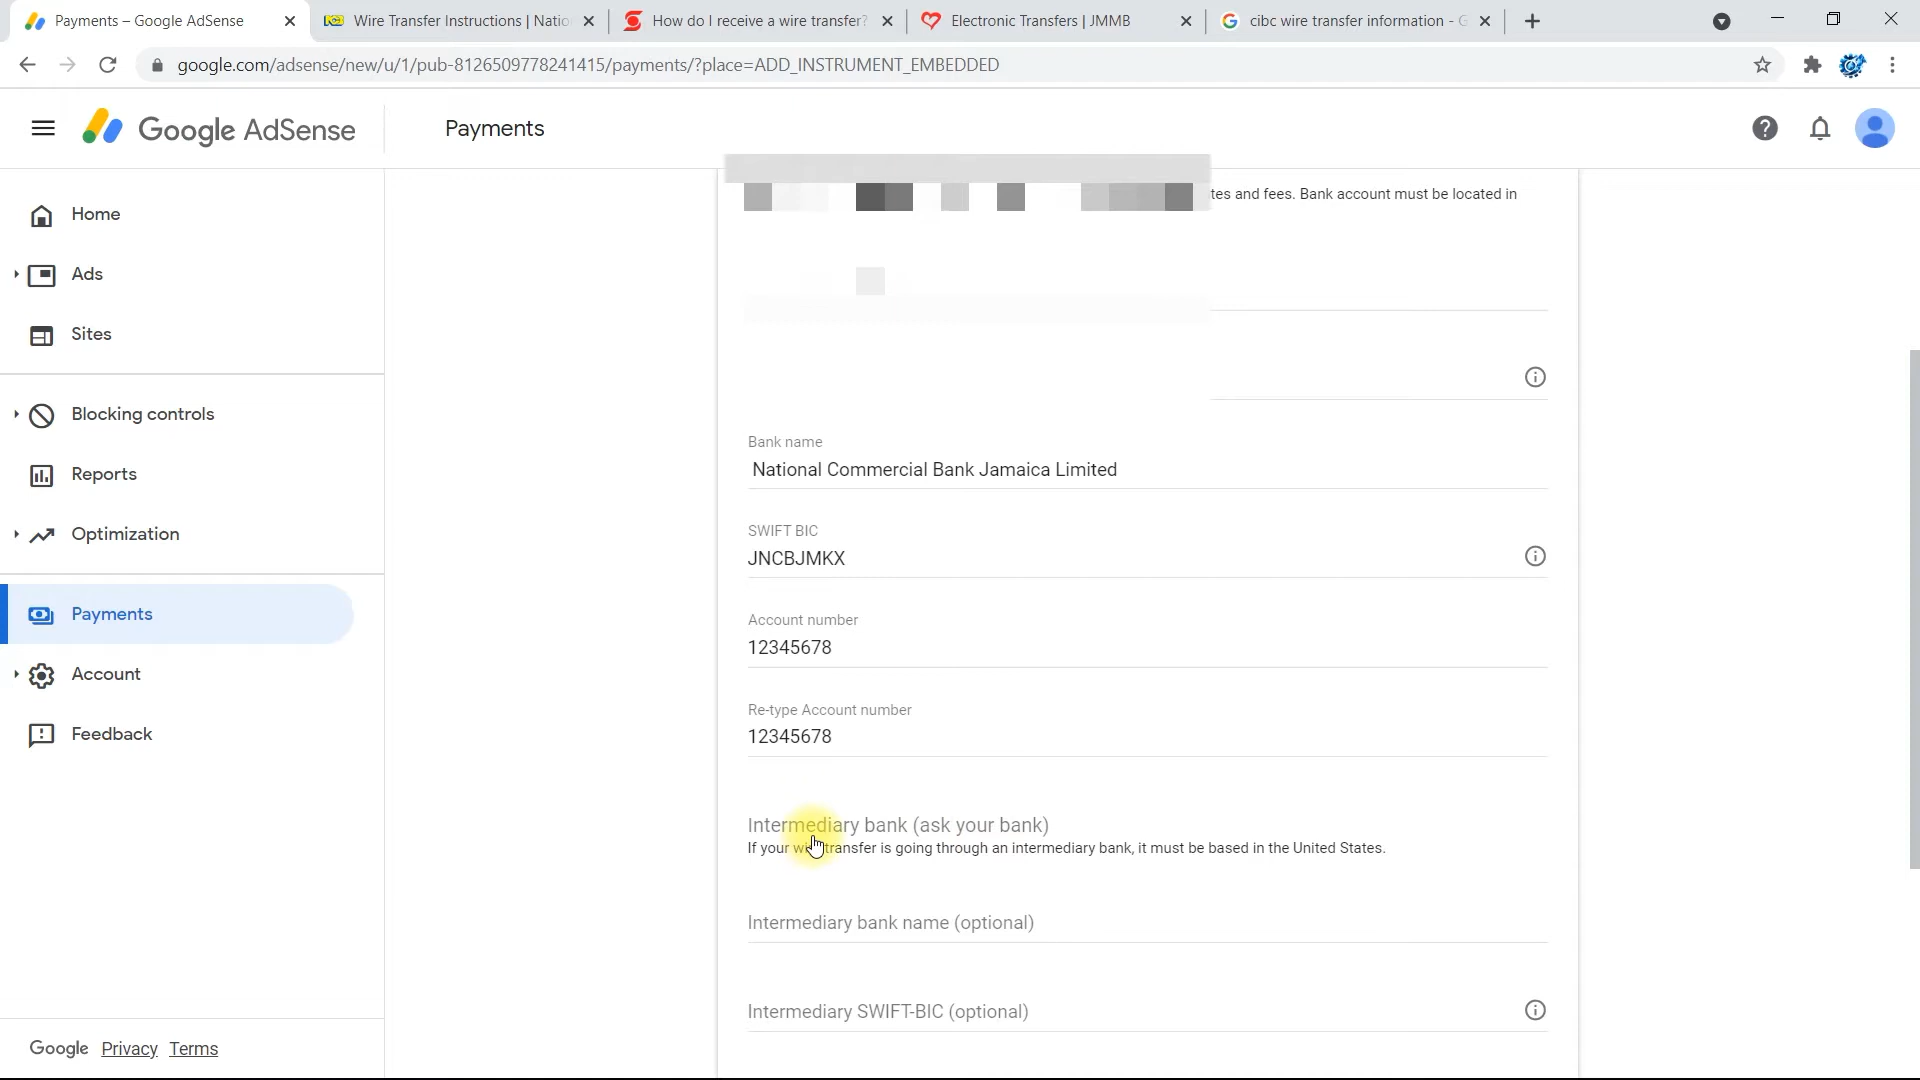 Payments – Google AdSense
Wire Transfer Instructions | Natio
How do I receive a wire transfer?
Electronic Transfers | JMMB
cibc wire transfer information - G
google.com/adsense/new/u/1/pub-8126509778241415/payments/?place=ADD_INSTRUMENT_EMBEDDED
Google AdSense
Payments
tes and fees. Bank account must be located in
Home
Ads
Sites
Blocking controls
Reports
Optimization
Payments
Account
Feedback
Bank name
National Commercial Bank Jamaica Limited
SWIFT BIC
JNCBJMKX
Account number
12345678
Re-type Account number
12345678
Intermediary bank (ask your bank)
If your wire transfer is going through an intermediary bank, it must be based in the United States.
Intermediary bank name (optional)
Intermediary SWIFT-BIC (optional)
Google Privacy Terms